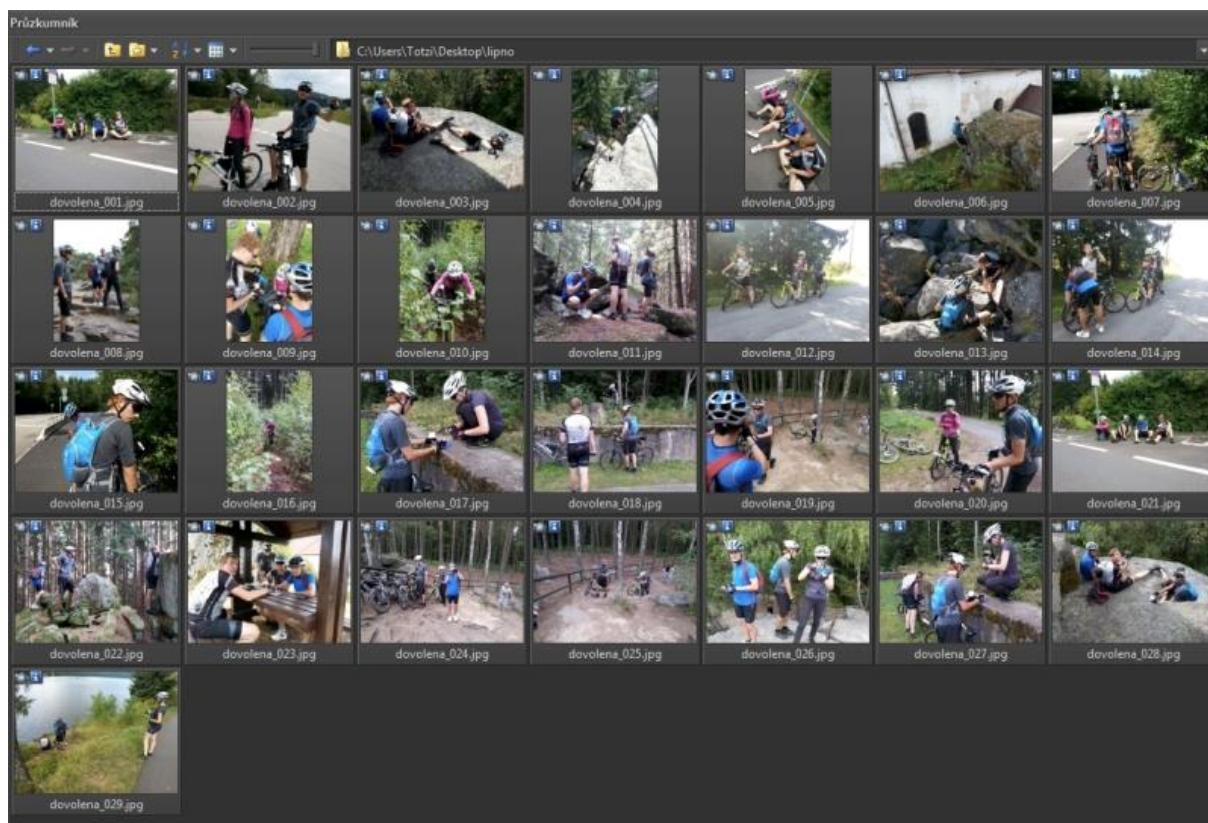 Průzkumník
C:\Users\Totzi\Desktop\lipno
dovolena_001.jpg dovolena_002.jpg dovolena_003.jpg dovolena_004.jpg dovolena_005.jpg dovolena_006.jpg dovolena_007.jpg
dovolena_008.jpg dovolena_009.jpg dovolena_010.jpg dovolena_011.jpg dovolena_012.jpg dovolena_013.jpg dovolena_014.jpg
dovolena_015.jpg dovolena_016.jpg dovolena_017.jpg dovolena_018.jpg dovolena_019.jpg dovolena_020.jpg dovolena_021.jpg
dovolena_022.jpg dovolena_023.jpg dovolena_024.jpg dovolena_025.jpg dovolena_026.jpg dovolena_027.jpg dovolena_028.jpg
dovolena_029.jpg